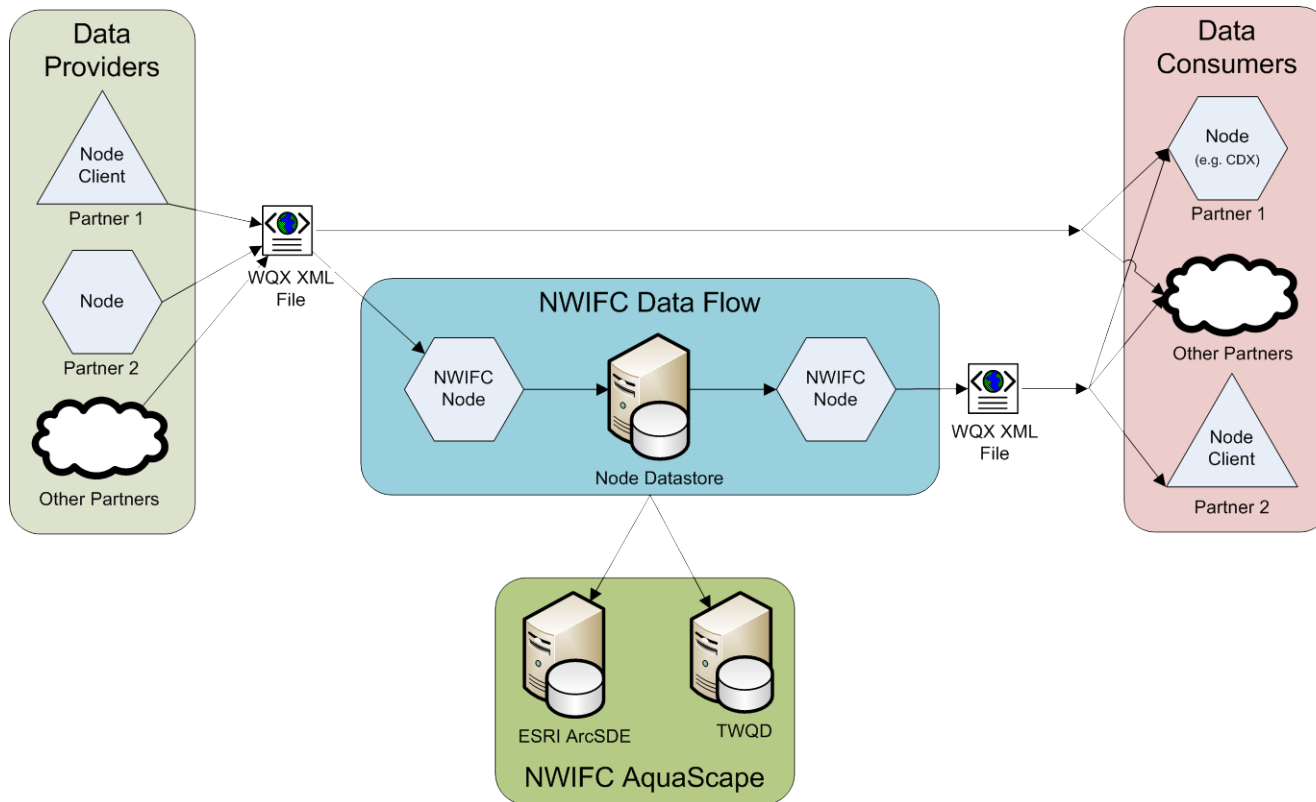 Data
Providers
Node
Client
Partner 1
Node
Partner 2
Other Partners
WQX XML
File
NWIFC Data Flow
NWIFC
Node
Node Datastore
NWIFC
Node
WQX XML
File
Data
Consumers
Node
(e.g. CDX)
Partner 1
Other Partners
Node
Client
Partner 2
ESRI ArcSDE
TWQD
NWIFC AquaScape